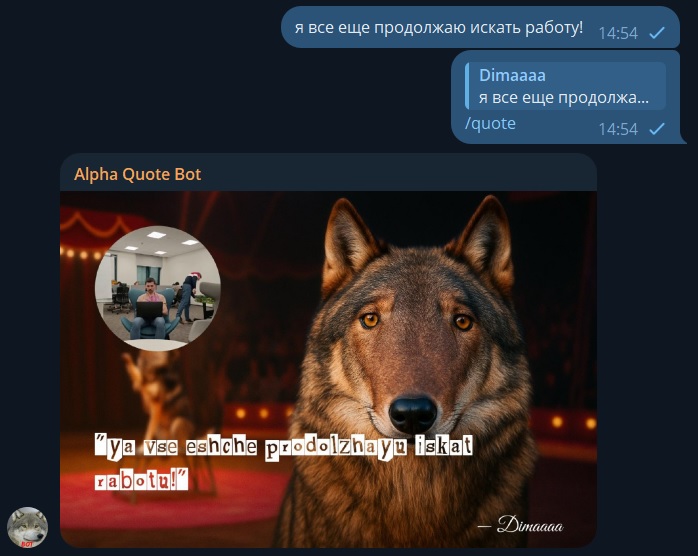 я все еще продолжаю искать работу! 14:54
Dimaaaa
я все еще продолжа...
/quote 14:54
Alpha Quote Bot
"ya vse eshche prodolzhayu iskat
rabotu!"
— Dimaaaa